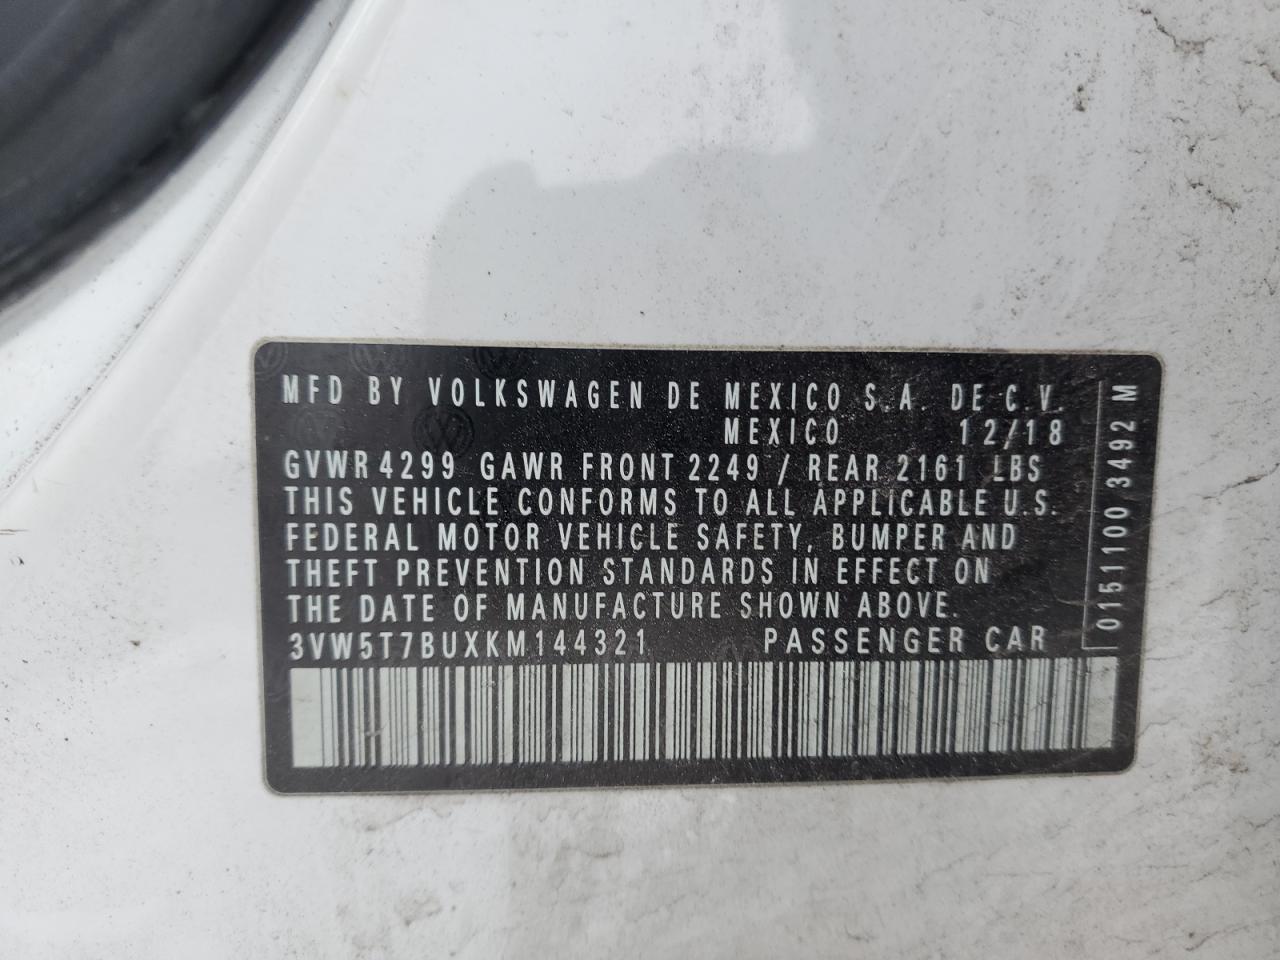 MFD BY VOLKSWAGEN DE MEXICO S.A. DE C.V.
MEXICO 12/18
GVWR 4299 GAWR FRONT 2249 / REAR 2161 LBS
THIS VEHICLE CONFORMS TO ALL APPLICABLE U.S.
FEDERAL MOTOR VEHICLE SAFETY, BUMPER AND
THEFT PREVENTION STANDARDS IN EFFECT ON
THE DATE OF MANUFACTURE SHOWN ABOVE.
3VW5T7BUXKM144321 PASSENGER CAR
0151100 3492 M